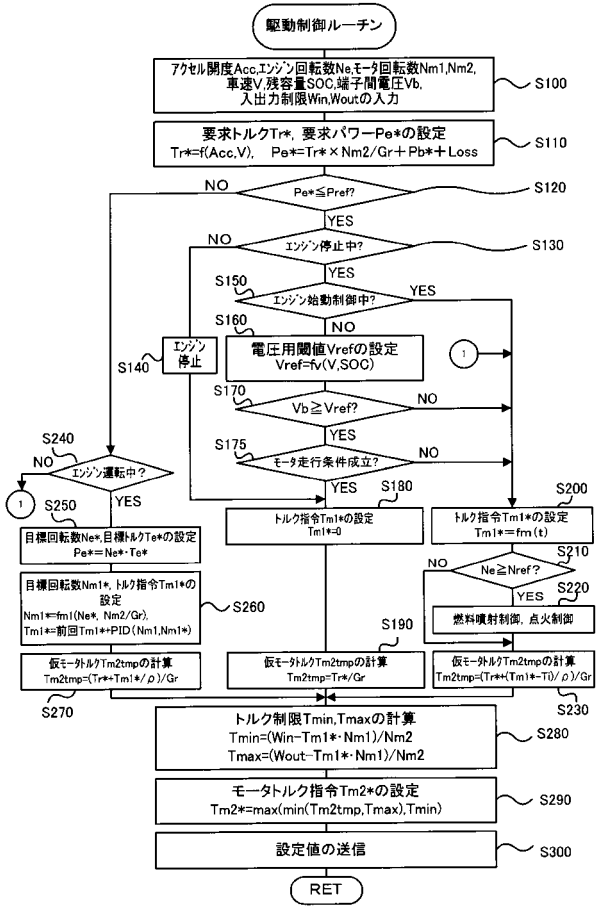 駆動制御ルーチン
アクセル開度Acc,エンジン回転数Ne,モータ回転数Nm1,Nm2,
車速V,残容量SOC,端子間電圧Vb,
入出力制限Win,Woutの入力
S100
要求トルクTr*, 要求パワーPe*の設定
Tr*=f(Acc,V), Pe*=Tr*×Nm2/Gr+Pb*+Loss
S110
NO
Pe*≦Pref?
S120
YES
NO
エンジン停止中?
S130
YES
S150
エンジン始動制御中?
YES
S160
NO
エンジン
停止
S140
電圧用閾値Vrefの設定
Vref=fv(V,SOC)
1
S170
Vb≧Vref?
NO
YES
S175
モータ走行条件成立?
NO
YES
S240
NO
エンジン運転中?
1
YES
S180
トルク指令Tm1*の設定
Tm1*=0
S200
トルク指令Tm1*の設定
Tm1*=fm(t)
S250
目標回転数Ne*,目標トルクTe*の設定
Pe*=Ne*･Te*
S210
NO
Ne≧Nref?
YES
S220
燃料噴射制御, 点火制御
目標回転数Nm1*, トルク指令Tm1*の
設定
Nm1*=fm1(Ne*, Nm2/Gr)
Tm1*=前回Tm1*+PID(Nm1,Nm1*)
S260
S190
仮モータトルクTm2tmpの計算
Tm2tmp=(Tr*+Tm1*/ρ)/Gr
S270
仮モータトルクTm2tmpの計算
Tm2tmp=Tr*/Gr
仮モータトルクTm2tmpの計算
Tm2tmp=(Tr*+(Tm1*-Ti)/ρ)/Gr
S230
トルク制限Tmin,Tmaxの計算
Tmin=(Win-Tm1*･Nm1)/Nm2
Tmax=(Wout-Tm1*･Nm1)/Nm2
S280
モータトルク指令Tm2*の設定
Tm2*=max(min(Tm2tmp,Tmax),Tmin)
S290
設定値の送信
S300
RET